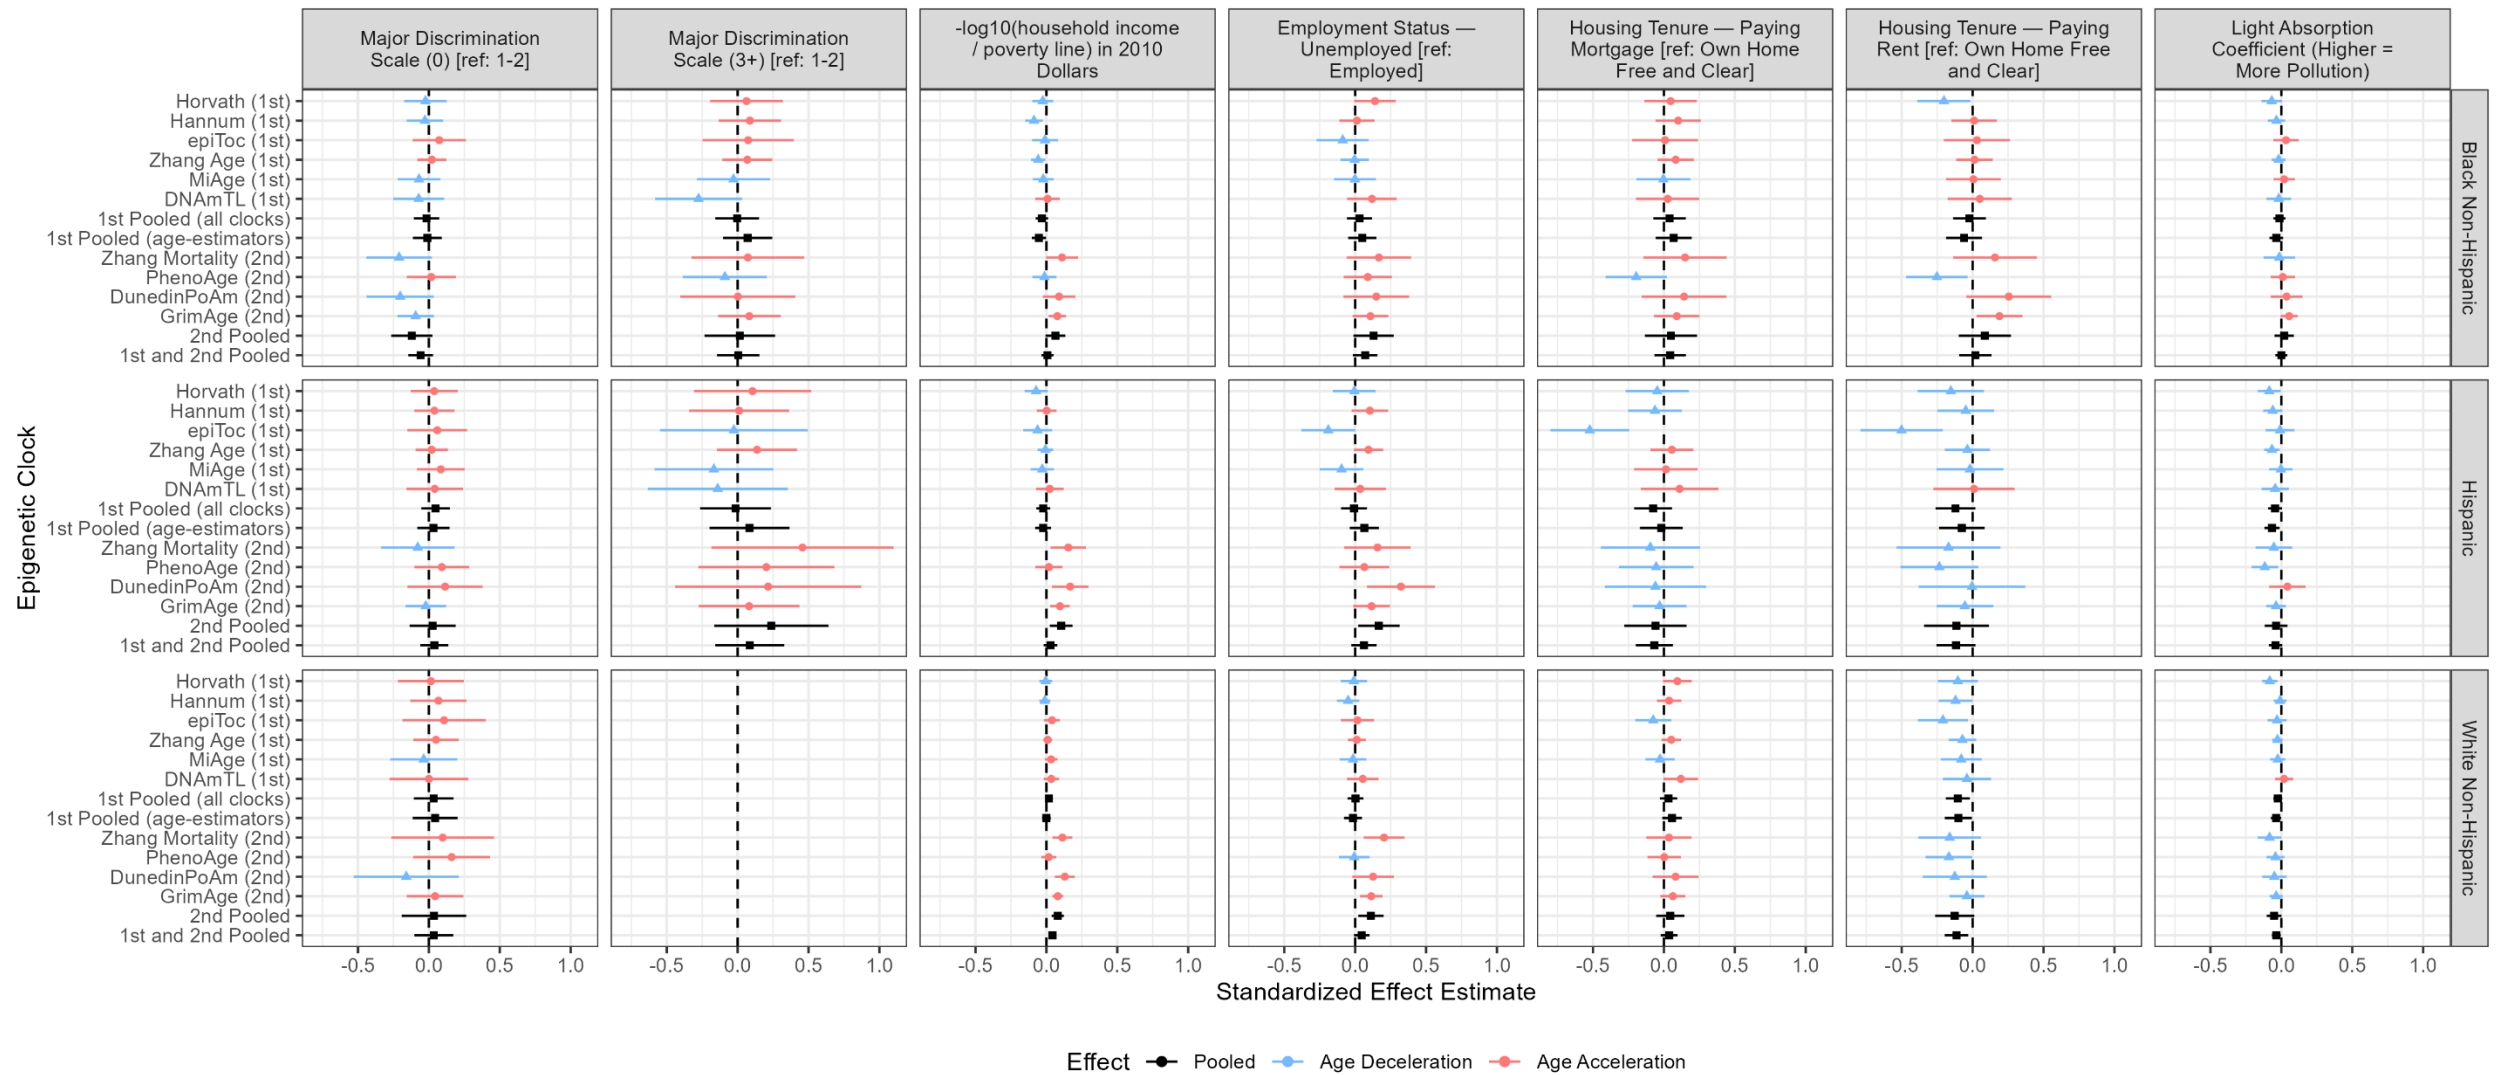 Major Discrimination
Scale (0) [ref: 1-2]
Major Discrimination
Scale (3+) [ref: 1-2]
-log10(household income
/ poverty line) in 2010
Dollars
Employment Status —
Unemployed [ref:
Employed]
Housing Tenure — Paying
Mortgage [ref: Own Home
Free and Clear]
Housing Tenure — Paying
Rent [ref: Own Home Free
and Clear]
Light Absorption
Coefficient (Higher =
More Pollution)
Epigenetic Clock
Horvath (1st)
Hannum (1st)
epiToc (1st)
Zhang Age (1st)
MiAge (1st)
DNAmTL (1st)
1st Pooled (all clocks)
1st Pooled (age-estimators)
Zhang Mortality (2nd)
PhenoAge (2nd)
DunedinPoAm (2nd)
GrimAge (2nd)
2nd Pooled
1st and 2nd Pooled
Black Non-Hispanic
Horvath (1st)
Hannum (1st)
epiToc (1st)
Zhang Age (1st)
MiAge (1st)
DNAmTL (1st)
1st Pooled (all clocks)
1st Pooled (age-estimators)
Zhang Mortality (2nd)
PhenoAge (2nd)
DunedinPoAm (2nd)
GrimAge (2nd)
2nd Pooled
1st and 2nd Pooled
Hispanic
Horvath (1st)
Hannum (1st)
epiToc (1st)
Zhang Age (1st)
MiAge (1st)
DNAmTL (1st)
1st Pooled (all clocks)
1st Pooled (age-estimators)
Zhang Mortality (2nd)
PhenoAge (2nd)
DunedinPoAm (2nd)
GrimAge (2nd)
2nd Pooled
1st and 2nd Pooled
White Non-Hispanic
-0.5 0.0 0.5 1.0
-0.5 0.0 0.5 1.0
-0.5 0.0 0.5 1.0
-0.5 0.0 0.5 1.0
-0.5 0.0 0.5 1.0
-0.5 0.0 0.5 1.0
-0.5 0.0 0.5 1.0
Standardized Effect Estimate
Effect Pooled Age Deceleration Age Acceleration